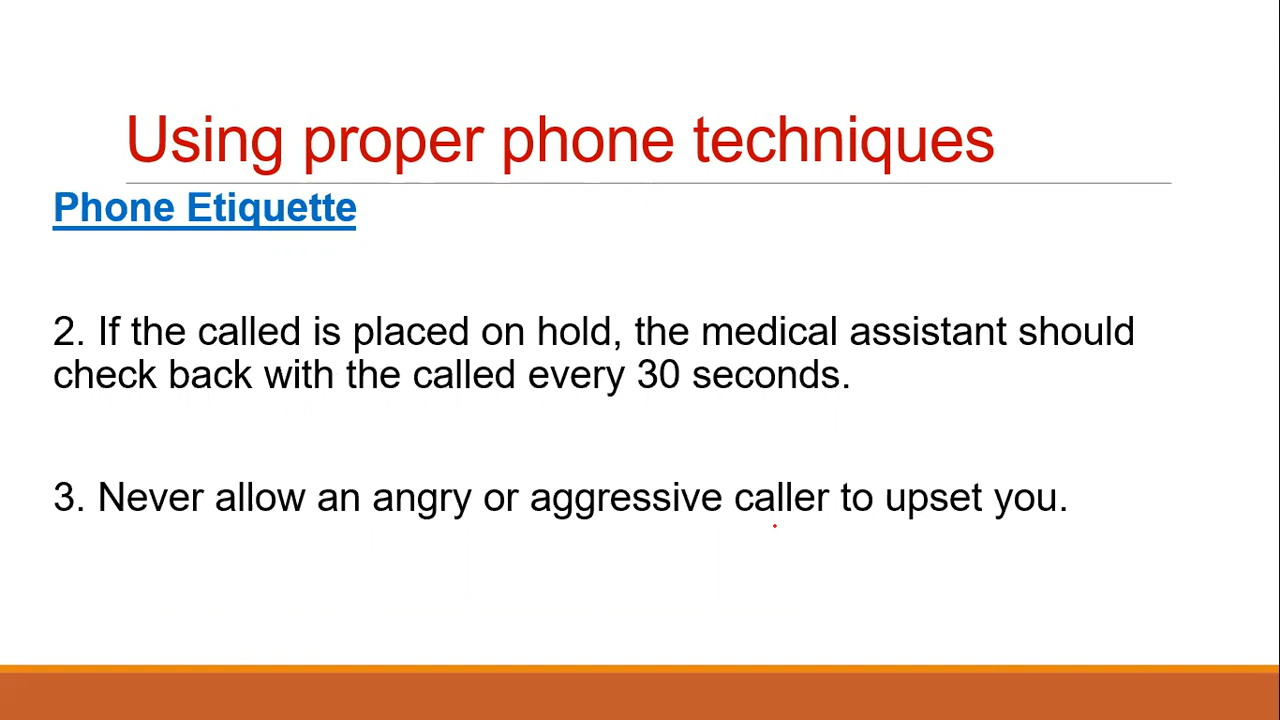 Using proper phone techniques
Phone Etiquette
2. If the called is placed on hold, the medical assistant should
check back with the called every 30 seconds.
3. Never allow an angry or aggressive caller to upset you.